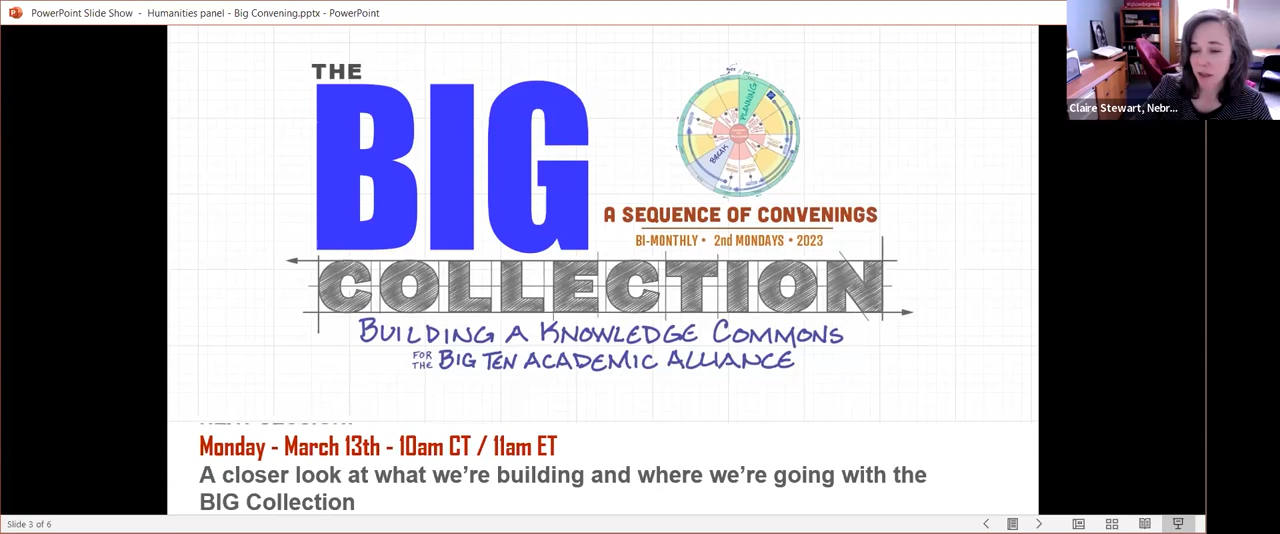 PowerPoint Slide Show - Humanities panel - Big Convening.pptx - PowerPoint
Claire Stewart, Nebr...
THE
BIG
PLANNING
BREAK
A SEQUENCE OF CONVENINGS
BI-MONTHLY • 2nd MONDAYS • 2023
COLLECTION
BUILDING A KNOWLEDGE COMMONS
FOR THE BIG TEN ACADEMIC ALLIANCE
Monday - March 13th - 10am CT / 11am ET
A closer look at what we're building and where we're going with the
BIG Collection
Slide 3 of 6